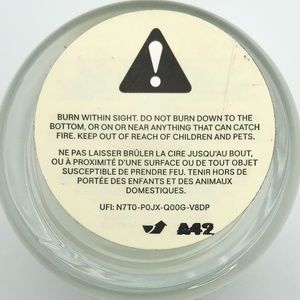 BURN WITHIN SIGHT. DO NOT BURN DOWN TO THE
BOTTOM, OR ON OR NEAR ANYTHING THAT CAN CATCH
FIRE. KEEP OUT OF REACH OF CHILDREN AND PETS.
NE PAS LAISSER BRÛLER LA CIRE JUSQU'AU BOUT,
OU À PROXIMITÉ D'UNE SURFACE OU DE TOUT OBJET
SUSCEPTIBLE DE PRENDRE FEU. TENIR HORS DE
PORTÉE DES ENFANTS ET DES ANIMAUX
DOMESTIQUES.
UFI: N7T0-P0JX-Q00G-V8DP
A42